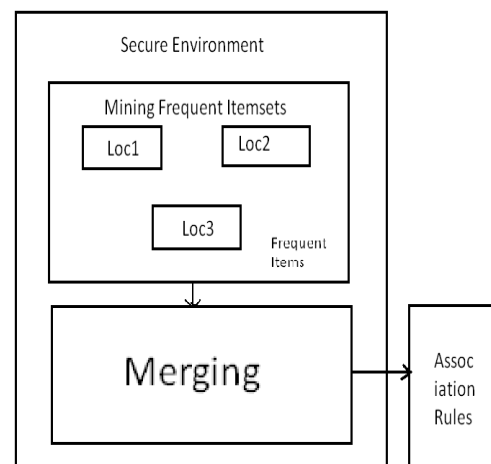 Secure Environment
Mining Frequent Itemsets
Loc1
Loc2
Loc3
Frequent
Items
Merging
Assoc
iation
Rules